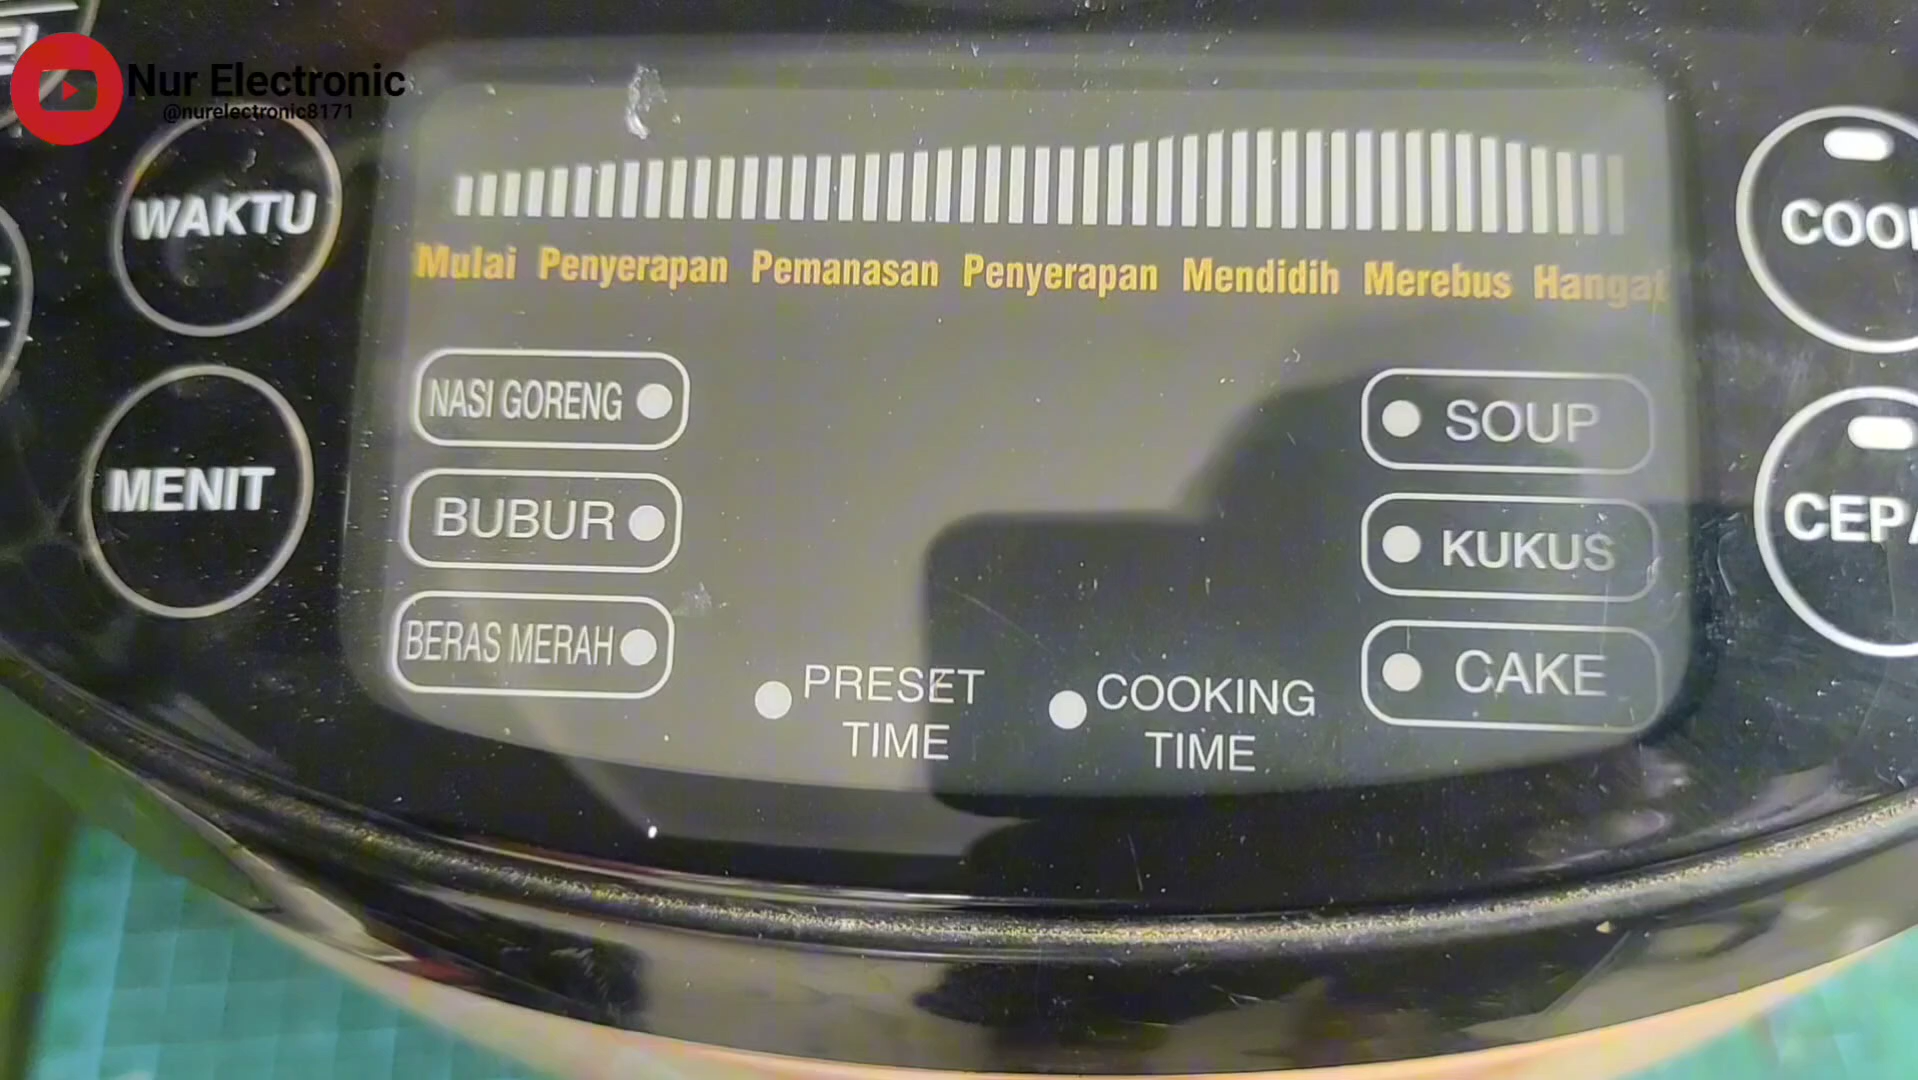 Nur Electronic
@nurelectronic8171
WAKTU
MENIT
Mulai Penyerapan Pemanasan Penyerapan Mendidih Merebus Hangat
NASI GORENG
BUBUR
BERAS MERAH
PRESET
TIME
COOKING
TIME
SOUP
KUKUS
CAKE